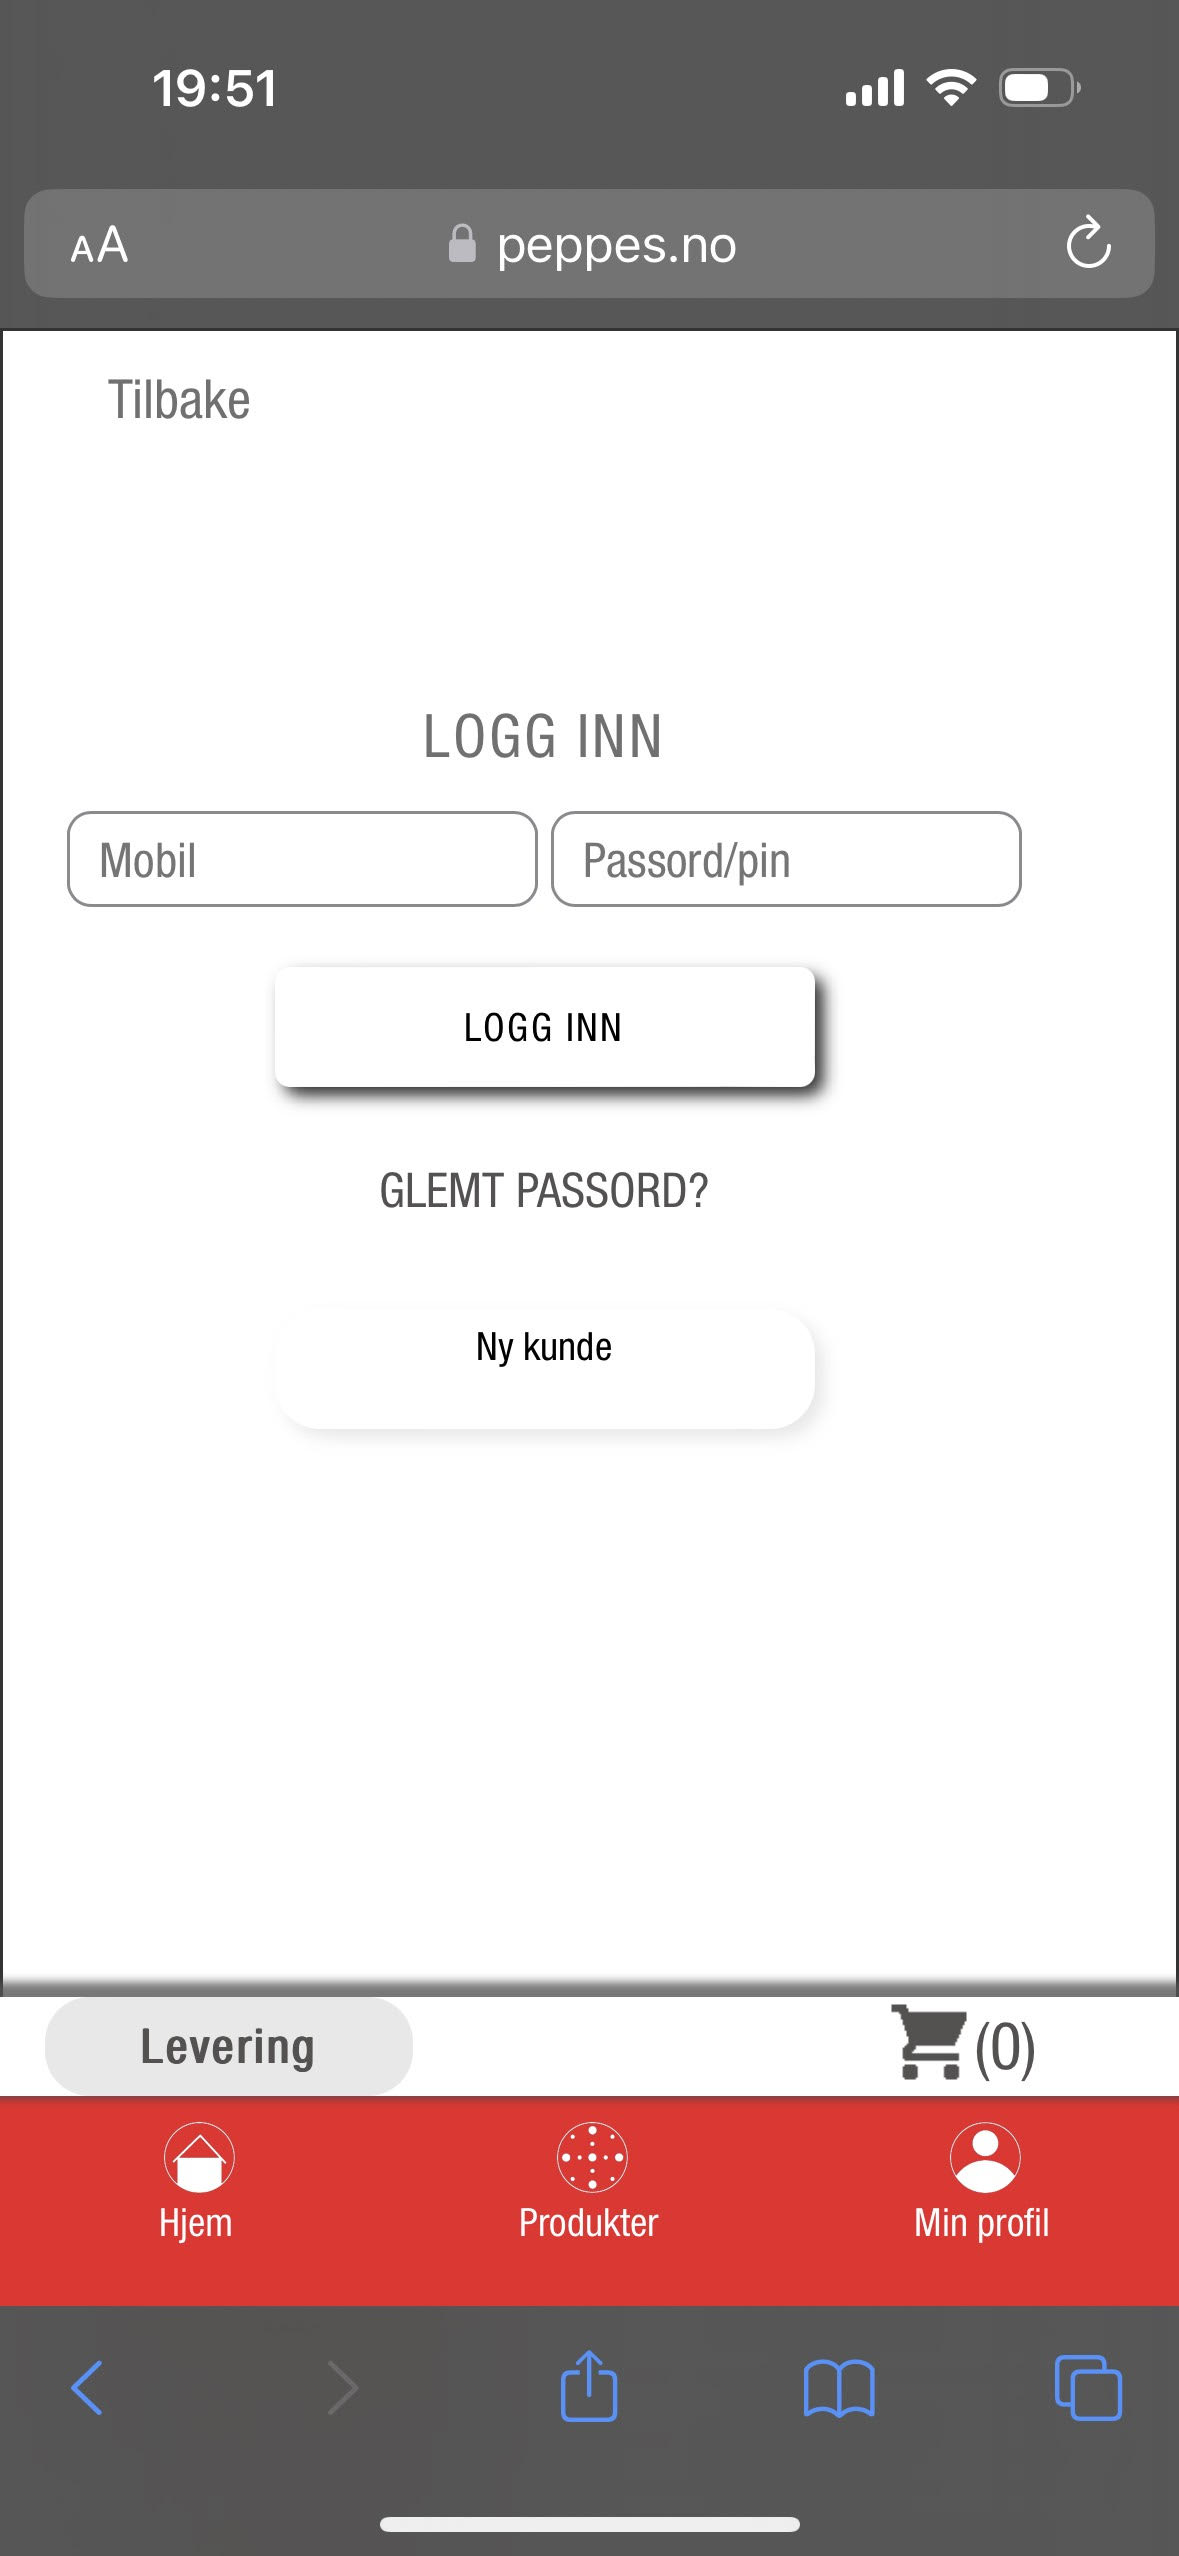 19:51
AA
peppes.no
Tilbake
LOGG INN
Mobil
Passord/pin
LOGG INN
GLEMT PASSORD?
Ny kunde
Levering
(0)
Hjem
Produkter
Min profil